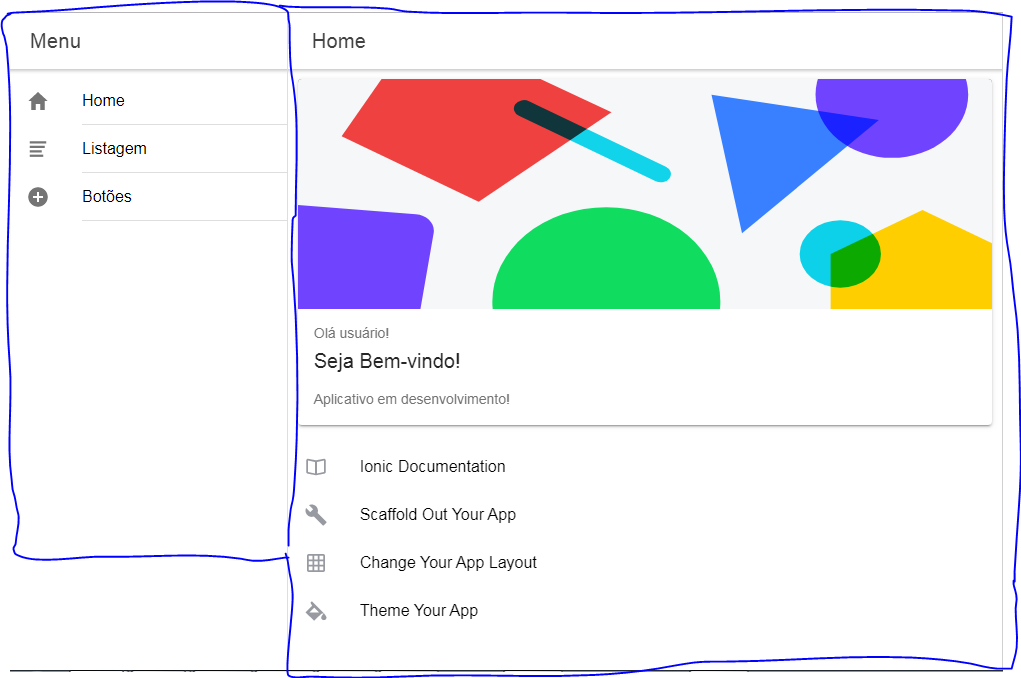 Menu
Home
Listagem
Botões
Home
Olá usuário!
Seja Bem-vindo!
Aplicativo em desenvolvimento!
Ionic Documentation
Scaffold Out Your App
Change Your App Layout
Theme Your App